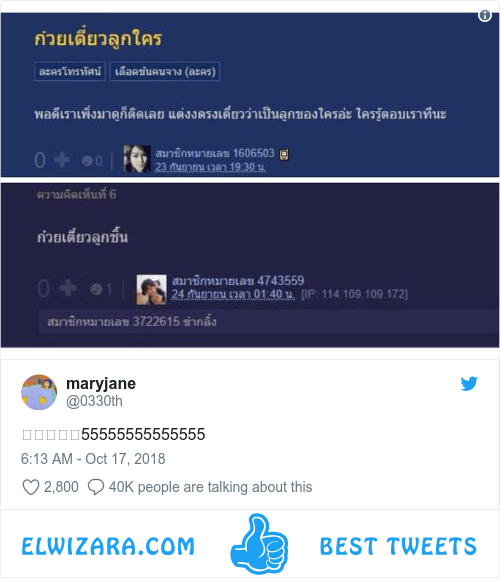 ก๋วยเตี๋ยวลูกใคร
ละครโทรทัศน์ เลือดข้นคนจาง (ละคร)
พอดีเราเพิ่งมาดูก็ติดเลย แต่งงตรงเตี๋ยวว่าเป็นลูกของใครอ่ะ ใครรู้ตอบเราทีนะ
0 0 สมาชิกหมายเลข 1606503
23 กันยายน เวลา 19:30 น.
ความคิดเห็นที่ 6
ก๋วยเตี๋ยวลูกชิ้น
0 1 สมาชิกหมายเลข 4743559
24 กันยายน เวลา 01:40 น. [IP: 114.109.109.172]
สมาชิกหมายเลข 3722615 ขำกลิ้ง
maryjane
@0330th
55555555555555
6:13 AM - Oct 17, 2018
2,800 40K people are talking about this
ELWIZARA.COM BEST TWEETS